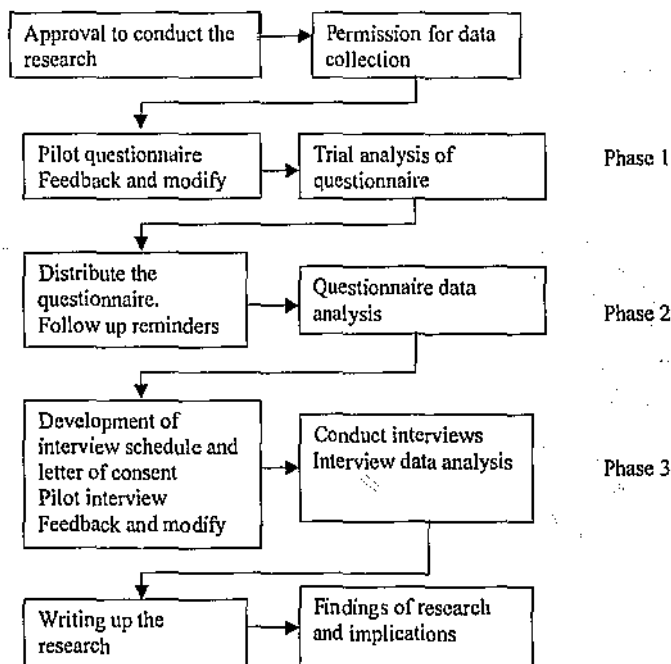 Approval to conduct the
research
Permission for data
collection
Pilot questionnaire
Feedback and modify
Trial analysis of
questionnaire
Phase 1
Distribute the
questionnaire.
Follow up reminders
Questionnaire data
analysis
Phase 2
Development of
interview schedule and
letter of consent
Pilot interview
Feedback and modify
Conduct interviews
Interview data analysis
Phase 3
Writing up the
research
Findings of research
and implications